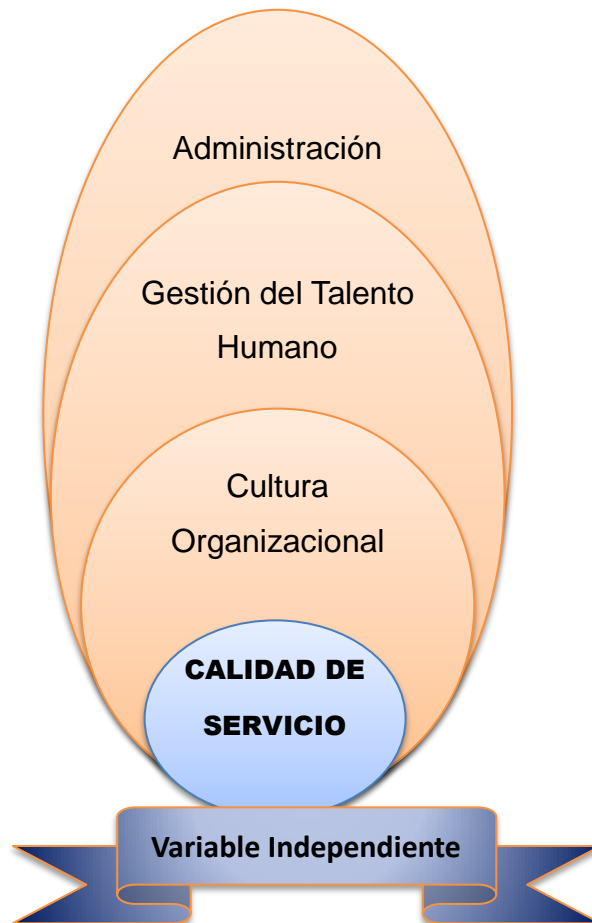 Administración
Gestión del Talento
Humano
Cultura
Organizacional
CALIDAD DE
SERVICIO
Variable Independiente